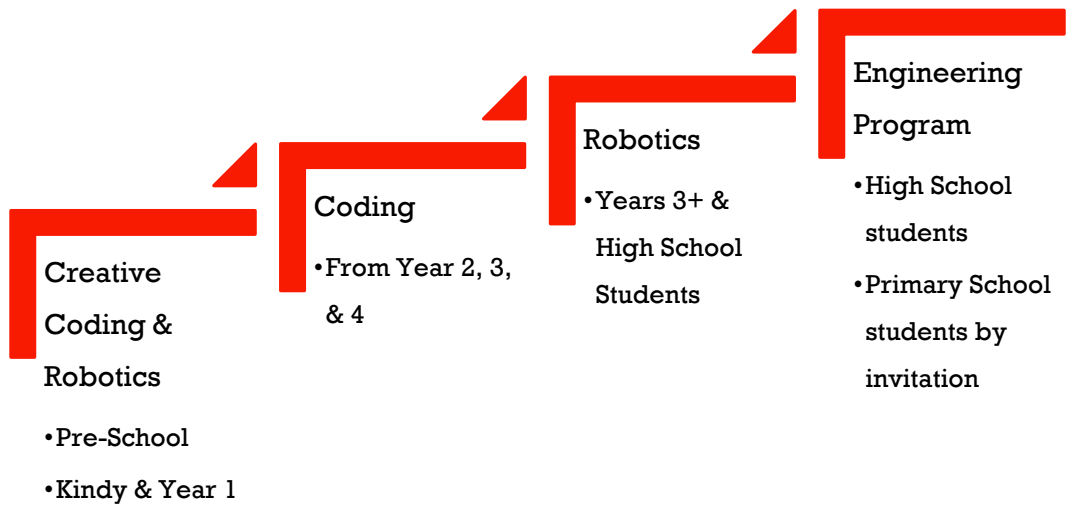 Creative
Coding &
Robotics
•Pre-School
•Kindy & Year 1
Coding
•From Year 2, 3,
& 4
Robotics
•Years 3+ &
High School
Students
Engineering
Program
•High School
students
•Primary School
students by
invitation